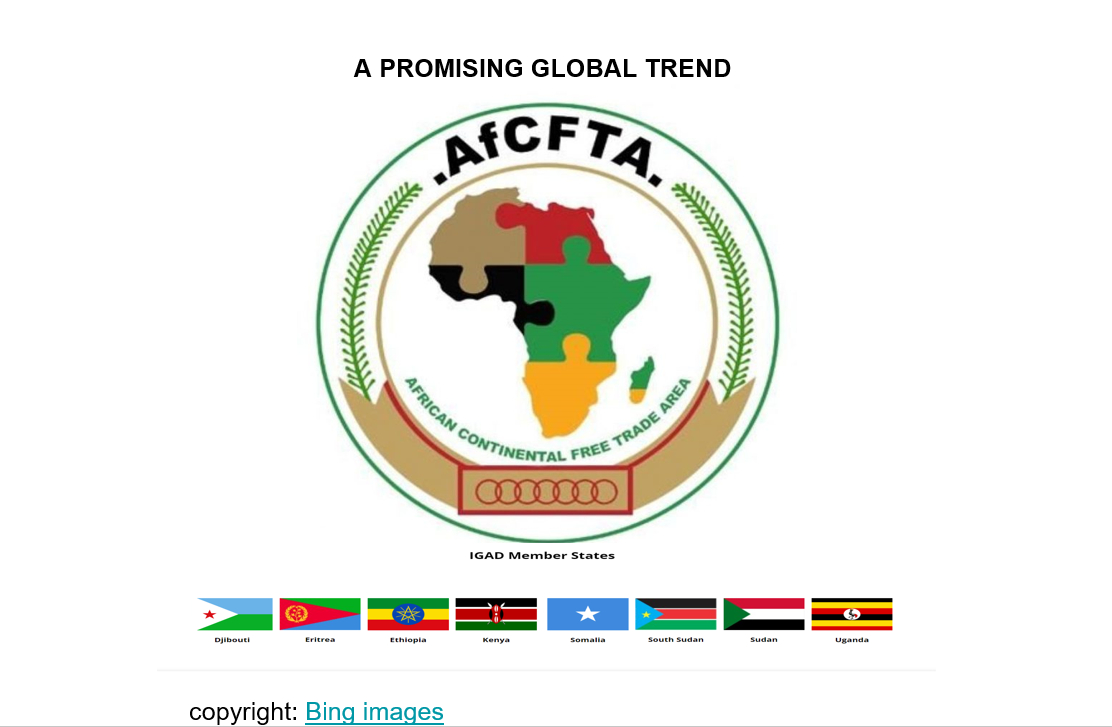 A PROMISING GLOBAL TREND
.AfCFTA.
AFRICAN CONTINENTAL FREE TRADE AREA
IGAD Member States
Djibouti Eritrea Ethiopia Kenya Somalia South Sudan Sudan Uganda
copyright: Bing images